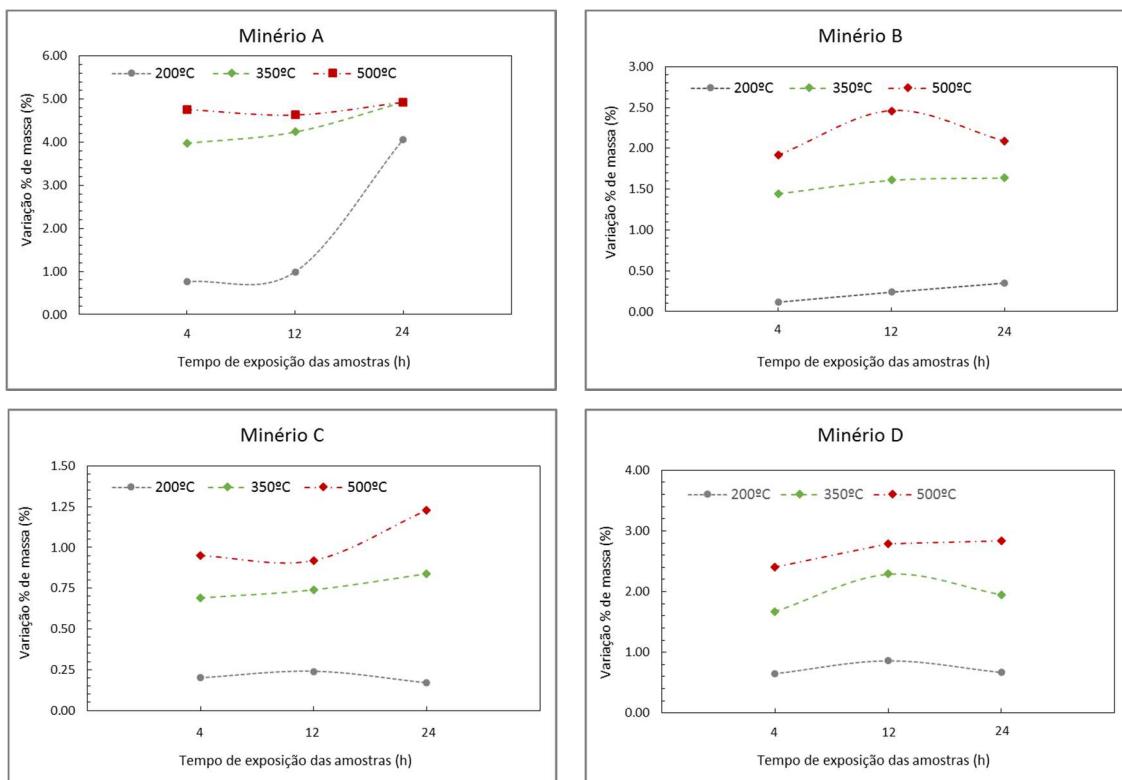 Minério A
6.00
5.00
4.00
3.00
2.00
1.00
0.00
200ºC 350ºC 500ºC
Variação % de massa (%)
4 12 24
Tempo de exposição das amostras (h)
Minério B
3.00
2.50
2.00
1.50
1.00
0.50
0.00
200ºC 350ºC 500ºC
Variação % de massa (%)
4 12 24
Tempo de exposição das amostras (h)
Minério C
1.50
1.25
1.00
0.75
0.50
0.25
0.00
200ºC 350ºC 500ºC
Variação % de massa (%)
4 12 24
Tempo de exposição das amostras (h)
Minério D
4.00
3.00
2.00
1.00
0.00
200ºC 350ºC 500ºC
Variação % de massa (%)
4 12 24
Tempo de exposição das amostras (h)